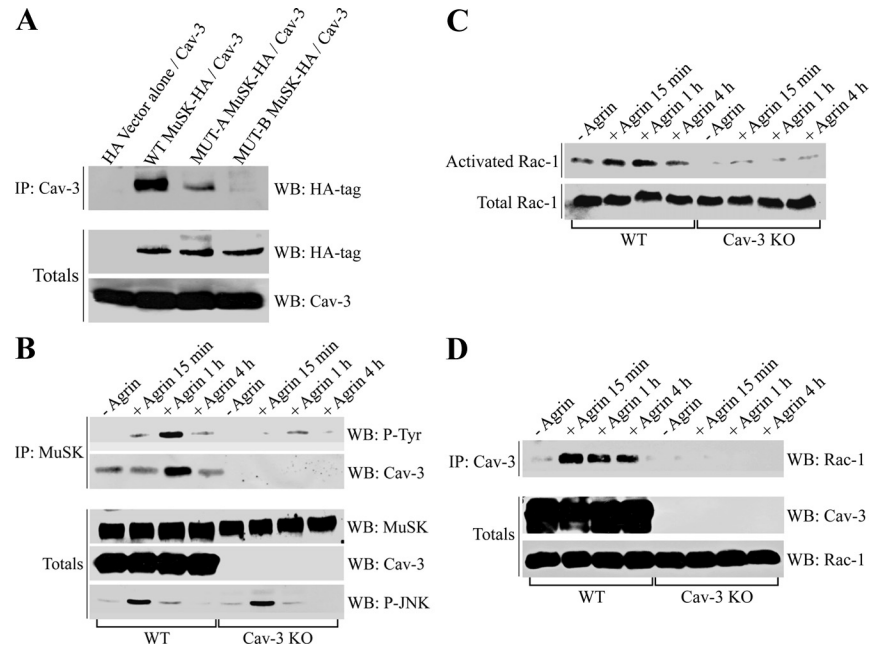 A
HA Vector alone / Cav-3
WT MuSK-HA / Cav-3
MUT-A MuSK-HA / Cav-3
MUT-B MuSK-HA / Cav-3
IP: Cav-3
WB: HA-tag
Totals
WB: HA-tag
WB: Cav-3
B
- Agrin
+ Agrin 15 min
+ Agrin 1 h
+ Agrin 4 h
- Agrin
+ Agrin 15 min
+ Agrin 1 h
+ Agrin 4 h
IP: MuSK
WB: P-Tyr
WB: Cav-3
Totals
WB: MuSK
WB: Cav-3
WB: P-JNK
WT
Cav-3 KO
C
- Agrin
+ Agrin 15 min
+ Agrin 1 h
+ Agrin 4 h
- Agrin
+ Agrin 15 min
+ Agrin 1 h
+ Agrin 4 h
Activated Rac-1
Total Rac-1
WT
Cav-3 KO
D
- Agrin
+ Agrin 15 min
+ Agrin 1 h
+ Agrin 4 h
- Agrin
+ Agrin 15 min
+ Agrin 1 h
+ Agrin 4 h
IP: Cav-3
WB: Rac-1
Totals
WB: Cav-3
WB: Rac-1
WT
Cav-3 KO